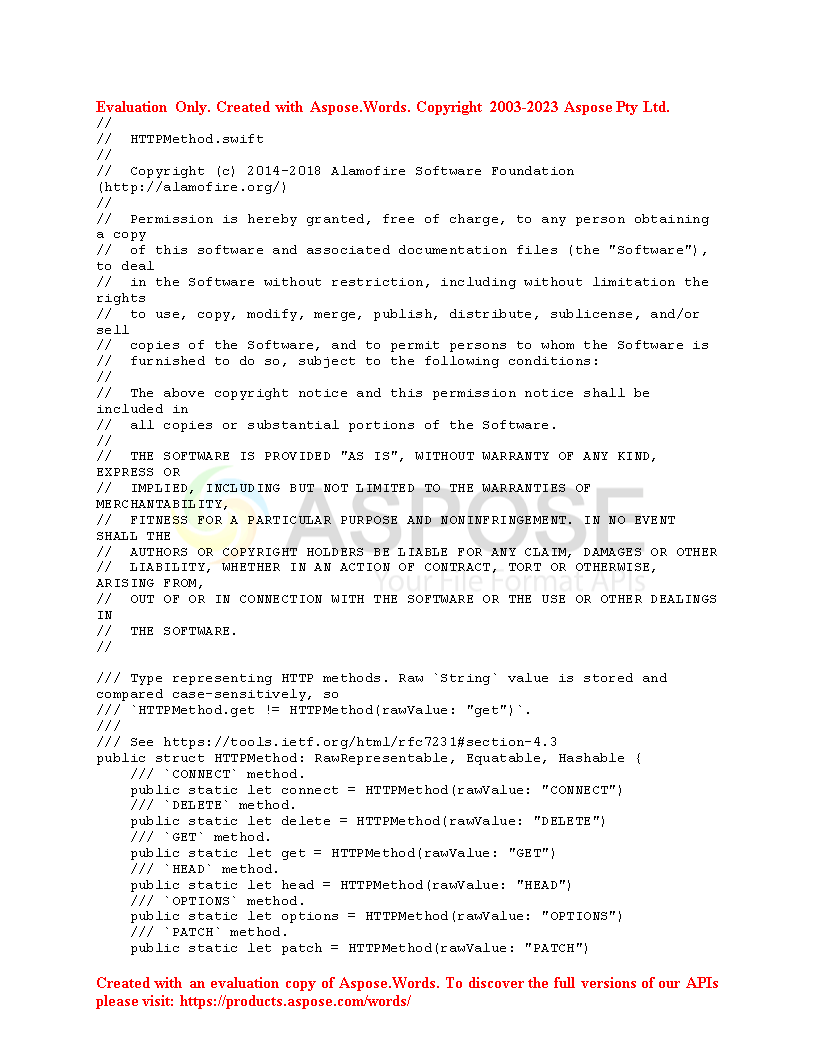 Evaluation Only. Created with Aspose.Words. Copyright 2003-2023 Aspose Pty Ltd.
//
//  HTTPMethod.swift
//
//  Copyright (c) 2014-2018 Alamofire Software Foundation
(http://alamofire.org/)
//
//  Permission is hereby granted, free of charge, to any person obtaining
a copy
//  of this software and associated documentation files (the "Software"),
to deal
//  in the Software without restriction, including without limitation the
rights
//  to use, copy, modify, merge, publish, distribute, sublicense, and/or
sell
//  copies of the Software, and to permit persons to whom the Software is
//  furnished to do so, subject to the following conditions:
//
//  The above copyright notice and this permission notice shall be
included in
//  all copies or substantial portions of the Software.
//
//  THE SOFTWARE IS PROVIDED "AS IS", WITHOUT WARRANTY OF ANY KIND,
EXPRESS OR
//  IMPLIED, INCLUDING BUT NOT LIMITED TO THE WARRANTIES OF
MERCHANTABILITY,
//  FITNESS FOR A PARTICULAR PURPOSE AND NONINFRINGEMENT. IN NO EVENT
SHALL THE
ASPOSE
//  AUTHORS OR COPYRIGHT HOLDERS BE LIABLE FOR ANY CLAIM, DAMAGES OR OTHER
//  LIABILITY, WHETHER IN AN ACTION OF CONTRACT, TORT OR OTHERWISE,
ARISING FROM,
Your File Format APIs
//  OUT OF OR IN CONNECTION WITH THE SOFTWARE OR THE USE OR OTHER DEALINGS
IN
//  THE SOFTWARE.
//
/// Type representing HTTP methods. Raw `String` value is stored and
compared case-sensitively, so
/// `HTTPMethod.get != HTTPMethod(rawValue: "get")`.
///
/// See https://tools.ietf.org/html/rfc7231#section-4.3
public struct HTTPMethod: RawRepresentable, Equatable, Hashable {
    /// `CONNECT` method.
    public static let connect = HTTPMethod(rawValue: "CONNECT")
    /// `DELETE` method.
    public static let delete = HTTPMethod(rawValue: "DELETE")
    /// `GET` method.
    public static let get = HTTPMethod(rawValue: "GET")
    /// `HEAD` method.
    public static let head = HTTPMethod(rawValue: "HEAD")
    /// `OPTIONS` method.
    public static let options = HTTPMethod(rawValue: "OPTIONS")
    /// `PATCH` method.
    public static let patch = HTTPMethod(rawValue: "PATCH")
Created with an evaluation copy of Aspose.Words. To discover the full versions of our APIs
please visit: https://products.aspose.com/words/